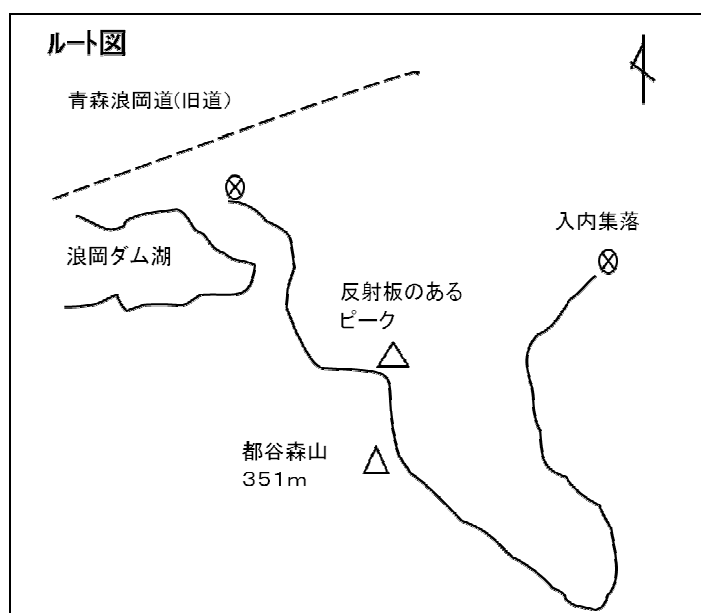 ルート図
青森浪岡道(旧道)
入内集落
浪岡ダム湖
反射板のある
ピーク
都谷森山
351m